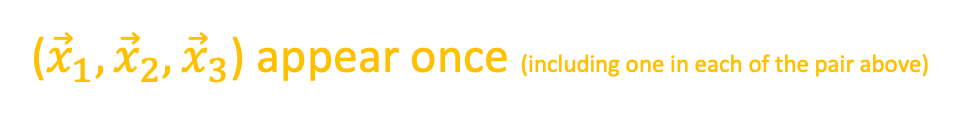 (x⃗₁, x⃗₂, x⃗₃) appear once (including one in each of the pair above)